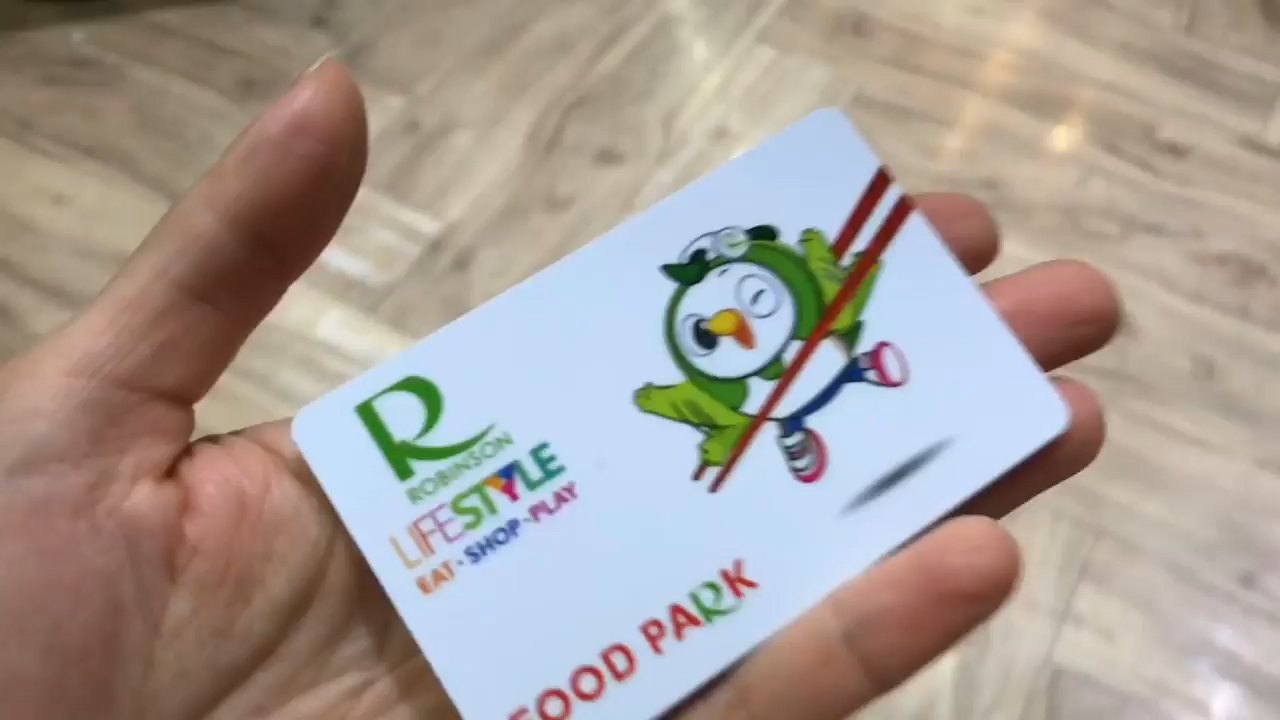 R
ROBINSON
LIFESTYLE
EAT • SHOP • PLAY
FOOD PARK